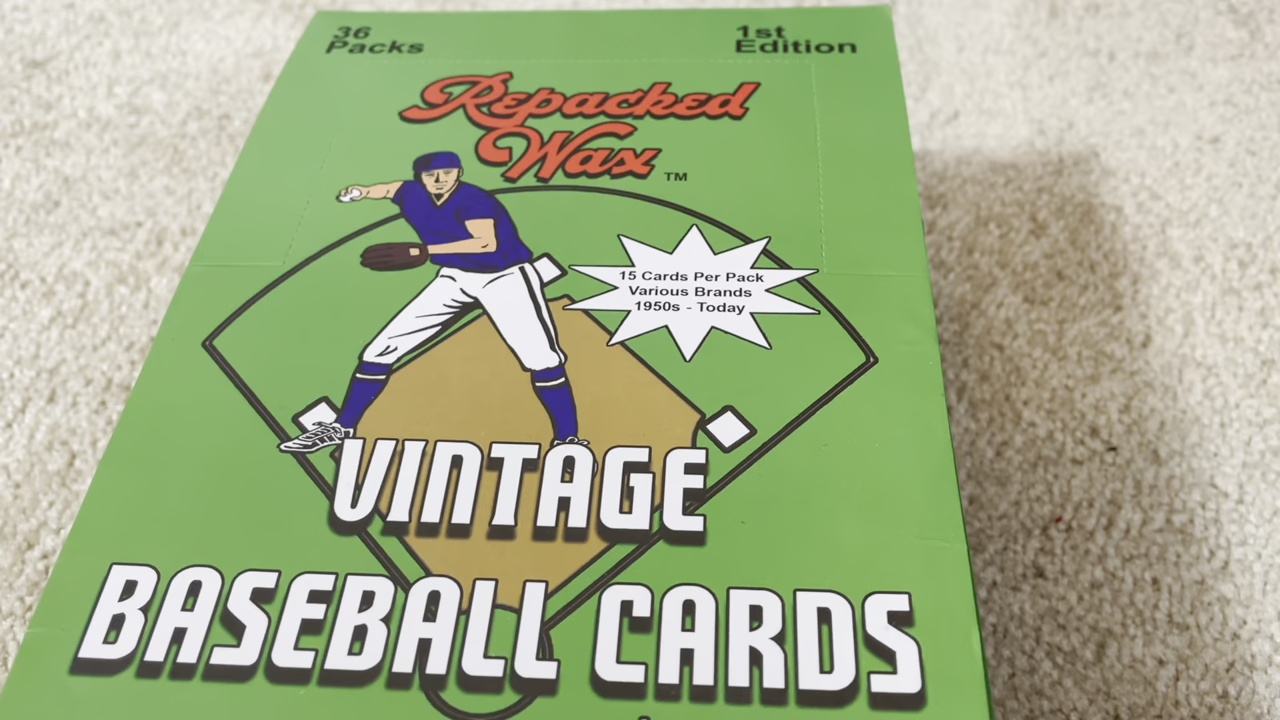 36
Packs
1st
Edition
Repacked
Wax
TM
15 Cards Per Pack
Various Brands
1950s - Today
VINTAGE
BASEBALL CARDS